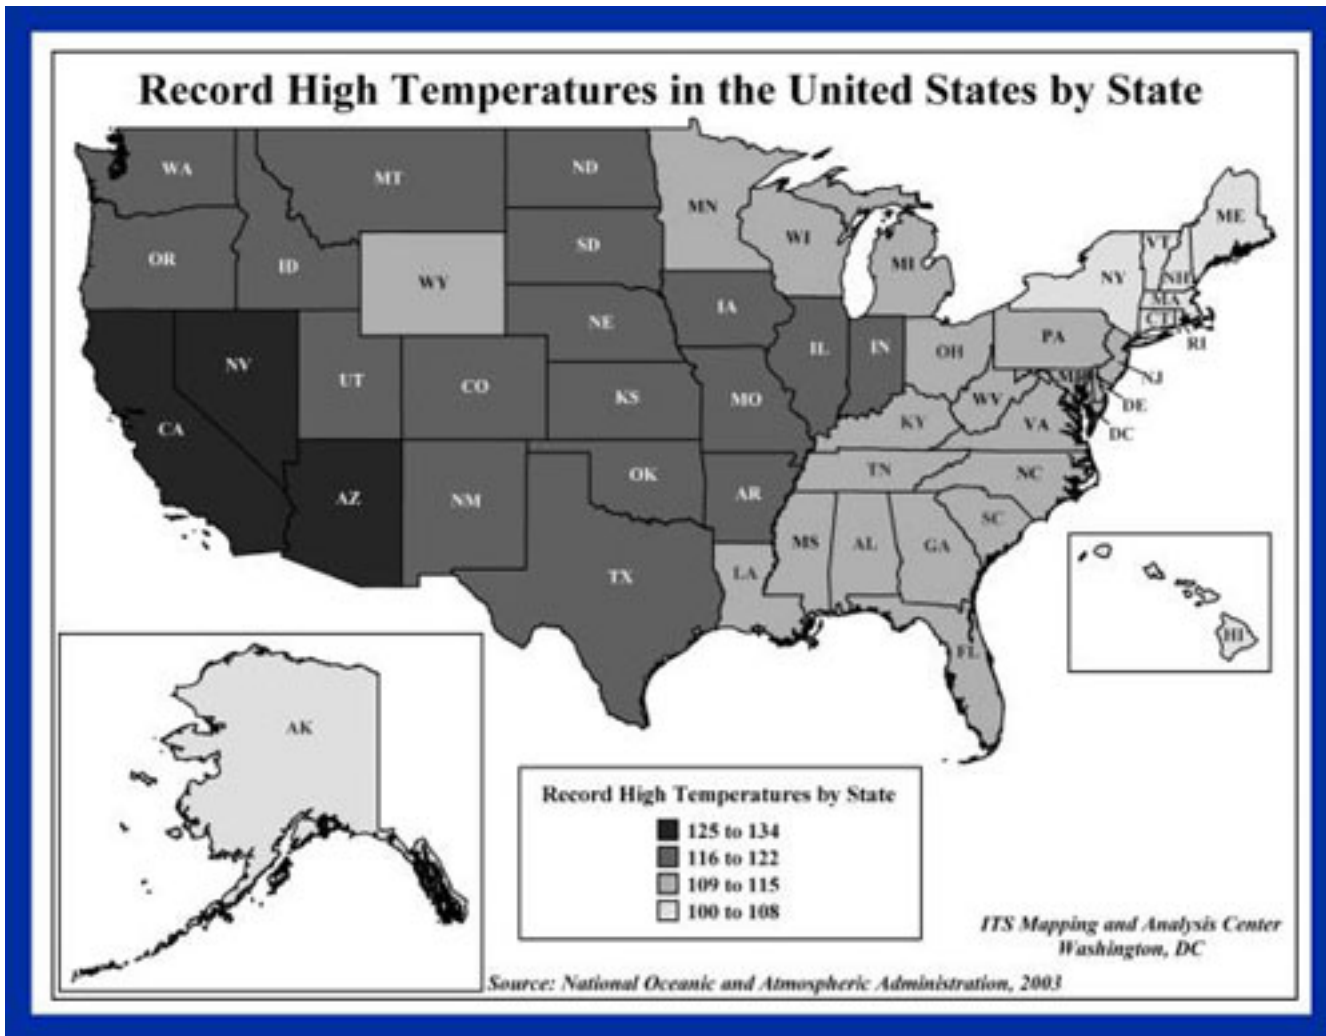 Record High Temperatures in the United States by State
WA
MT
ND
MN
ME
OR
ID
SD
WI
MI
VT
NH
NY
WY
MA
IA
NE
CT
PA
RI
NV
UT
CO
IL
IN
OH
NJ
KS
MO
WV
DE
CA
KY
VA
DC
AZ
NM
OK
AR
TN
NC
SC
TX
MS
AL
GA
LA
FL
HI
AK
Record High Temperatures by State
125 to 134
116 to 122
109 to 115
100 to 108
ITS Mapping and Analysis Center
Washington, DC
Source: National Oceanic and Atmospheric Administration, 2003